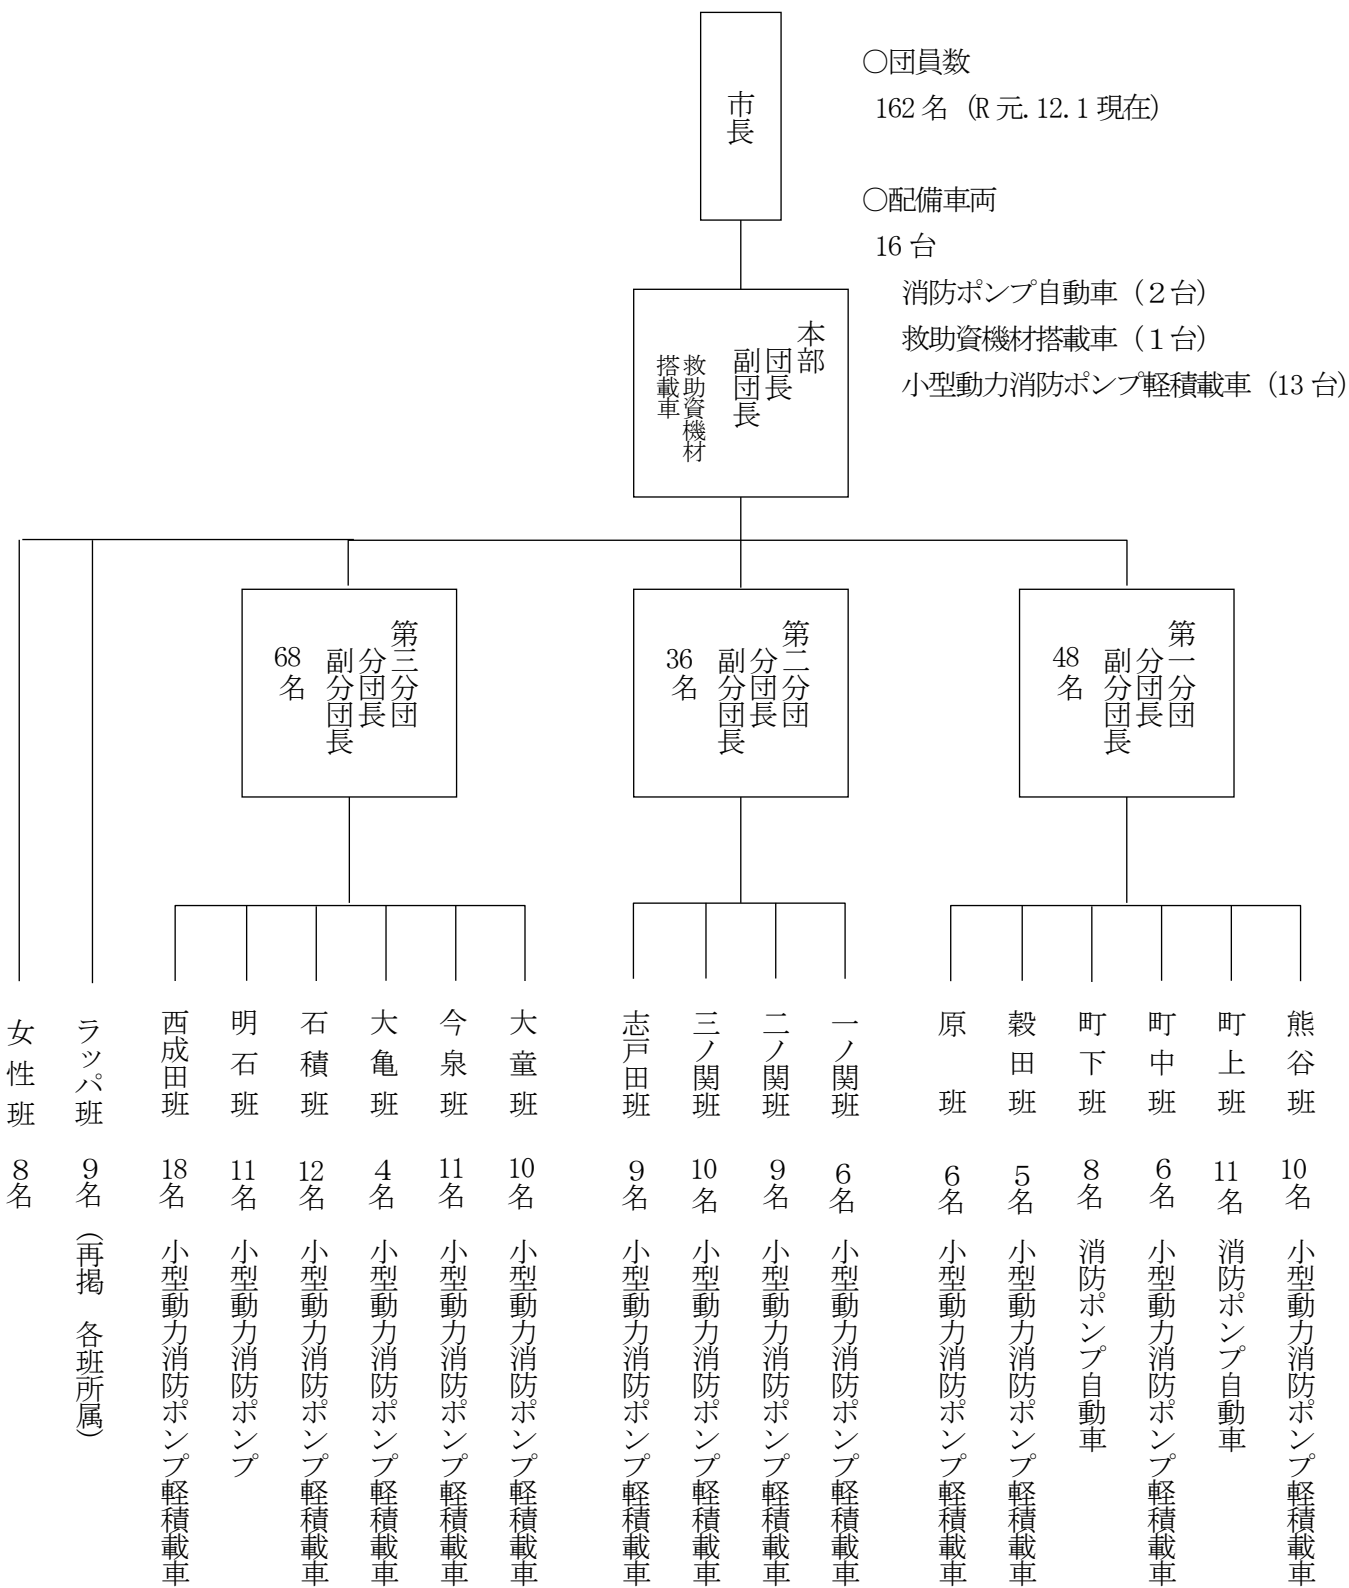 市長
○団員数
162名（R元.12.1現在）
○配備車両
16台
消防ポンプ自動車（２台）
救助資機材搭載車（１台）
小型動力消防ポンプ軽積載車（13台）
本部
団長
副団長
救助資機材
搭載車
第一分団
分団長
副分団長
48名
第二分団
分団長
副分団長
36名
第三分団
分団長
副分団長
68名
熊谷班 10名 小型動力消防ポンプ軽積載車
町上班 11名 消防ポンプ自動車
町中班 ６名 小型動力消防ポンプ軽積載車
町下班 ８名 消防ポンプ自動車
穀田班 ５名 小型動力消防ポンプ軽積載車
原　班 ６名 小型動力消防ポンプ軽積載車
一ノ関班 ６名 小型動力消防ポンプ軽積載車
二ノ関班 ９名 小型動力消防ポンプ軽積載車
三ノ関班 10名 小型動力消防ポンプ軽積載車
志戸田班 ９名 小型動力消防ポンプ軽積載車
大童班 10名 小型動力消防ポンプ軽積載車
今泉班 11名 小型動力消防ポンプ軽積載車
大亀班 ４名 小型動力消防ポンプ軽積載車
石積班 12名 小型動力消防ポンプ軽積載車
明石班 11名 小型動力消防ポンプ
西成田班 18名 小型動力消防ポンプ軽積載車
ラッパ班 ９名（再掲　各班所属）
女性班 ８名